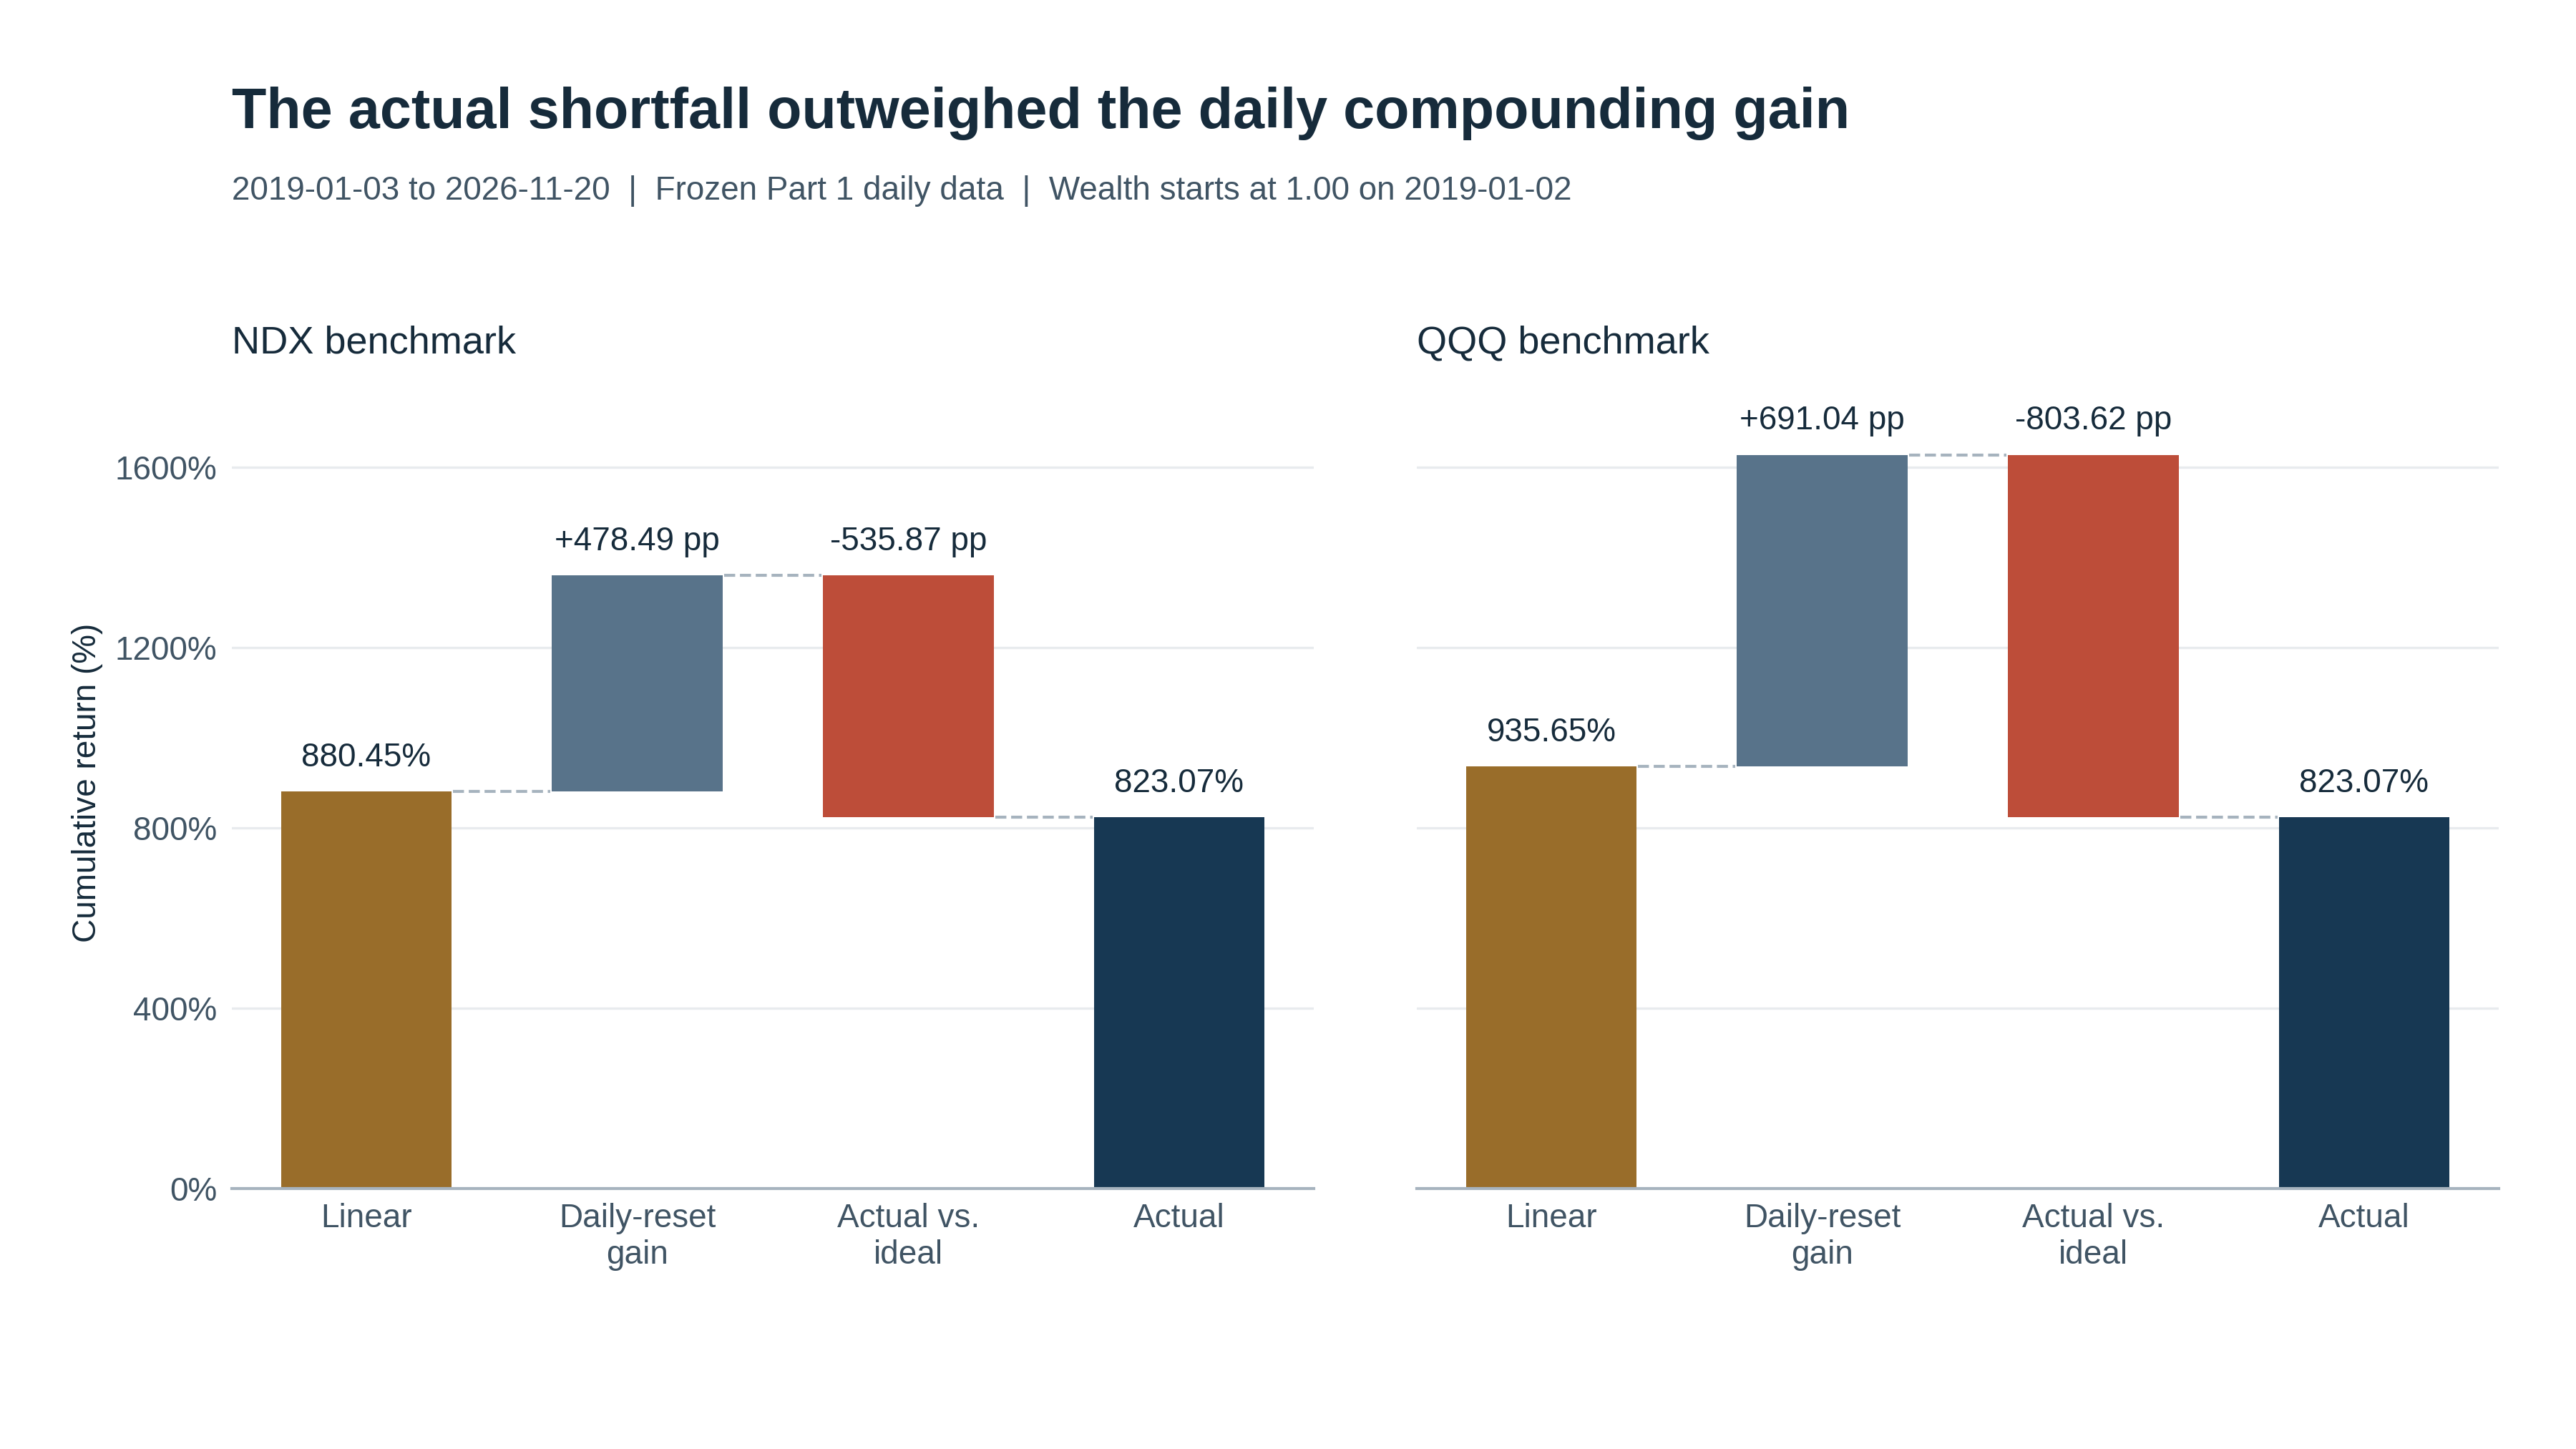 The actual shortfall outweighed the daily compounding gain
2019-01-03 to 2026-11-20 | Frozen Part 1 daily data | Wealth starts at 1.00 on 2019-01-02
NDX benchmark
Cumulative return (%)
1600%
1200%
800%
400%
0%
880.45%
+478.49 pp
-535.87 pp
823.07%
Linear
Daily-reset
gain
Actual vs.
ideal
Actual
QQQ benchmark
935.65%
+691.04 pp
-803.62 pp
823.07%
Linear
Daily-reset
gain
Actual vs.
ideal
Actual